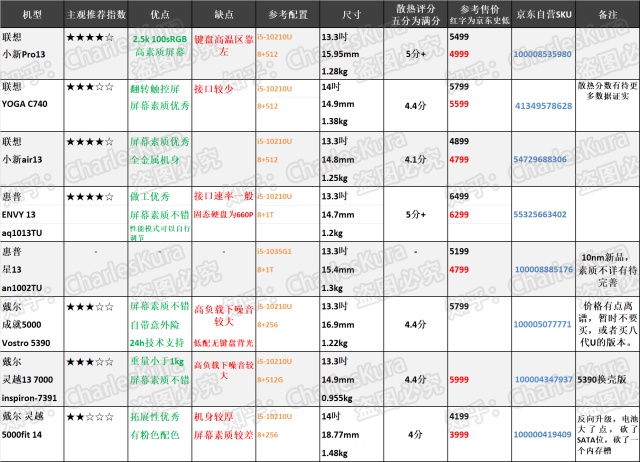 机型 主观推荐指数 优点 缺点 参考配置 尺寸 散热评分 五分为满分 参考售价 红字为京东史低 京东自营SKU 备注
联想 小新Pro13 ★★★★☆ 2.5k 100sRGB 高素质屏幕 键盘高温区靠左 i5-10210U 8+512 13.3吋 15.95mm 1.28kg 5分+ 5499 4999 100008535980
联想 YOGA C740 ★★★☆☆ 翻转触控屏 屏幕素质优秀 接口较少 i5-10210U 8+512 14吋 14.9mm 1.38kg 4.4分 5799 5599 41349578628 散热分数有待更多数据证实
联想 小新air13 ★★★☆☆ 屏幕素质优秀 全金属机身 i5-10210U 8+512 13.3吋 14.8mm 1.25kg 4.1分 4899 4799 54729688306
惠普 ENVY 13 aq1013TU ★★★★☆ 做工优秀 屏幕素质不错 性能模式可以自行调节 接口速率一般 固态硬盘为660P i5-10210U 8+1T 13.3吋 14.7mm 1.2kg 5分+ 6499 6299 55325663402
惠普 星13 an1002TU - - - i5-1035G1 8+1T 13.3吋 15.4mm 1.3kg 5199 4799 100008885176 10nm新品，素质不详有待完善
戴尔 成就5000 Vostro 5390 ★★★☆☆ 屏幕素质不错 自带意外险 24h技术支持 高负载下噪音较大 低配无键盘背光 i5-10210U 8+256 13.3吋 16.9mm 1.22kg 4.4分 5799 100005077771 价格有点离谱，暂时不要买，或者买八代U的版本。
戴尔 灵越13 7000 inspiron-7391 ★★★☆☆ 重量小于1kg 屏幕素质不错 高负载下噪音较大 i5-10210U 8+512G 13.3吋 14.9mm 0.955kg 4.4分 5999 100004347937 5390换壳版
戴尔 灵越 5000fit 14 ★★☆☆☆ 拓展性优秀 有粉色配色 机身较厚 屏幕素质较差 i5-10210U 8+256 14吋 18.77mm 1.48kg 4分 4199 3999 100000419409 反向升级，电池大了点，砍了SATA位，砍了一个内存槽
知乎：CharlesKura
盗图必究